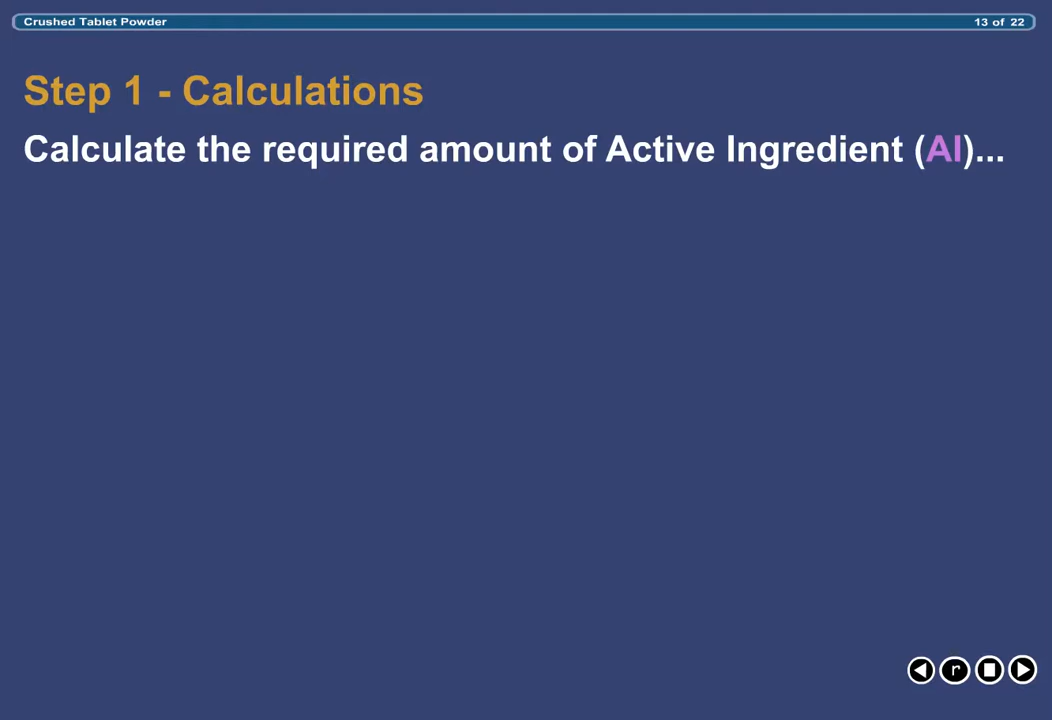 Crushed Tablet Powder
13 of 22
Step 1 - Calculations
Calculate the required amount of Active Ingredient (AI)...
r